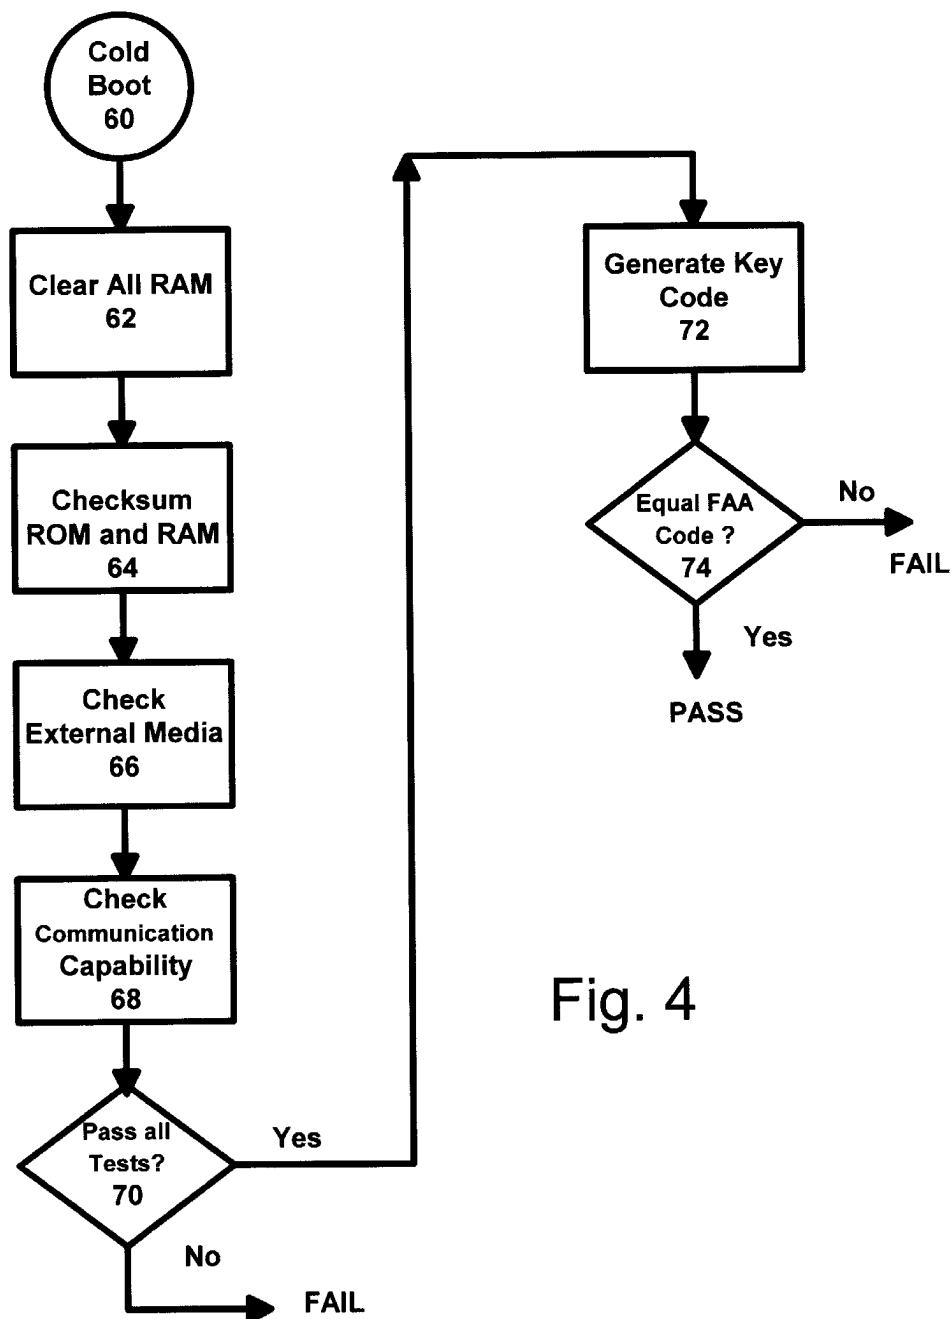 Cold
Boot
60
Clear All RAM
62
Checksum
ROM and RAM
64
Check
External Media
66
Check
Communication
Capability
68
Pass all
Tests?
70
Yes
No
FAIL
Generate Key
Code
72
Equal FAA
Code ?
74
No
FAIL
Yes
PASS
Fig. 4